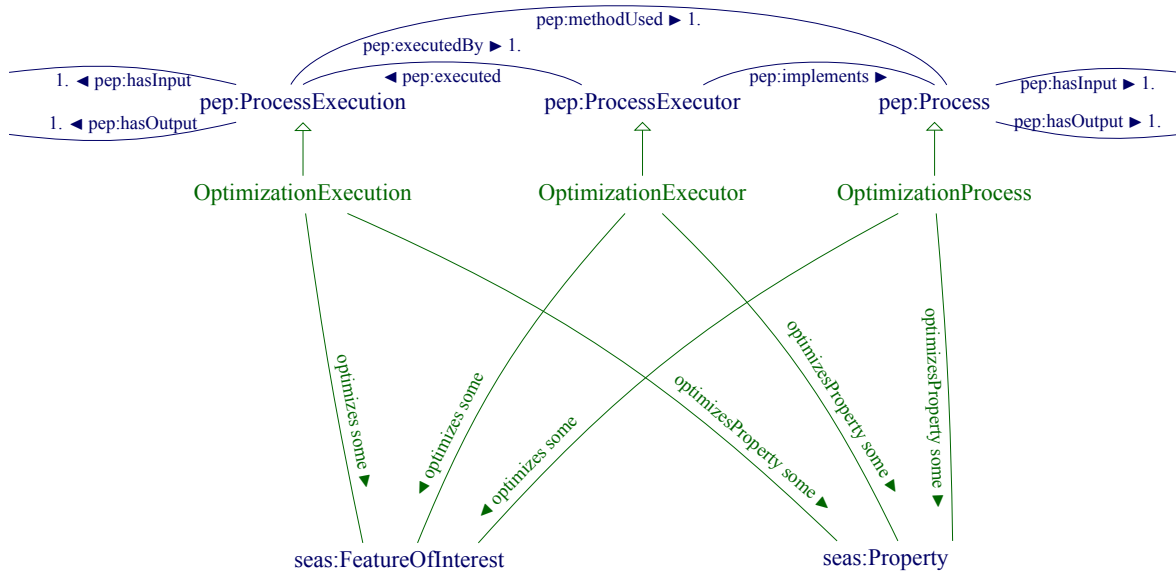 pep:methodUsed ► 1.
pep:executedBy ► 1.
1. ◄ pep:hasInput
◄ pep:executed
pep:implements ►
pep:hasInput ► 1.
pep:ProcessExecution
pep:ProcessExecutor
pep:Process
1. ◄ pep:hasOutput
pep:hasOutput ► 1.
OptimizationExecution
OptimizationExecutor
OptimizationProcess
optimizes some ►
optimizes some ►
optimizes some ►
optimizesProperty some ►
optimizesProperty some ►
optimizesProperty some ►
seas:FeatureOfInterest
seas:Property